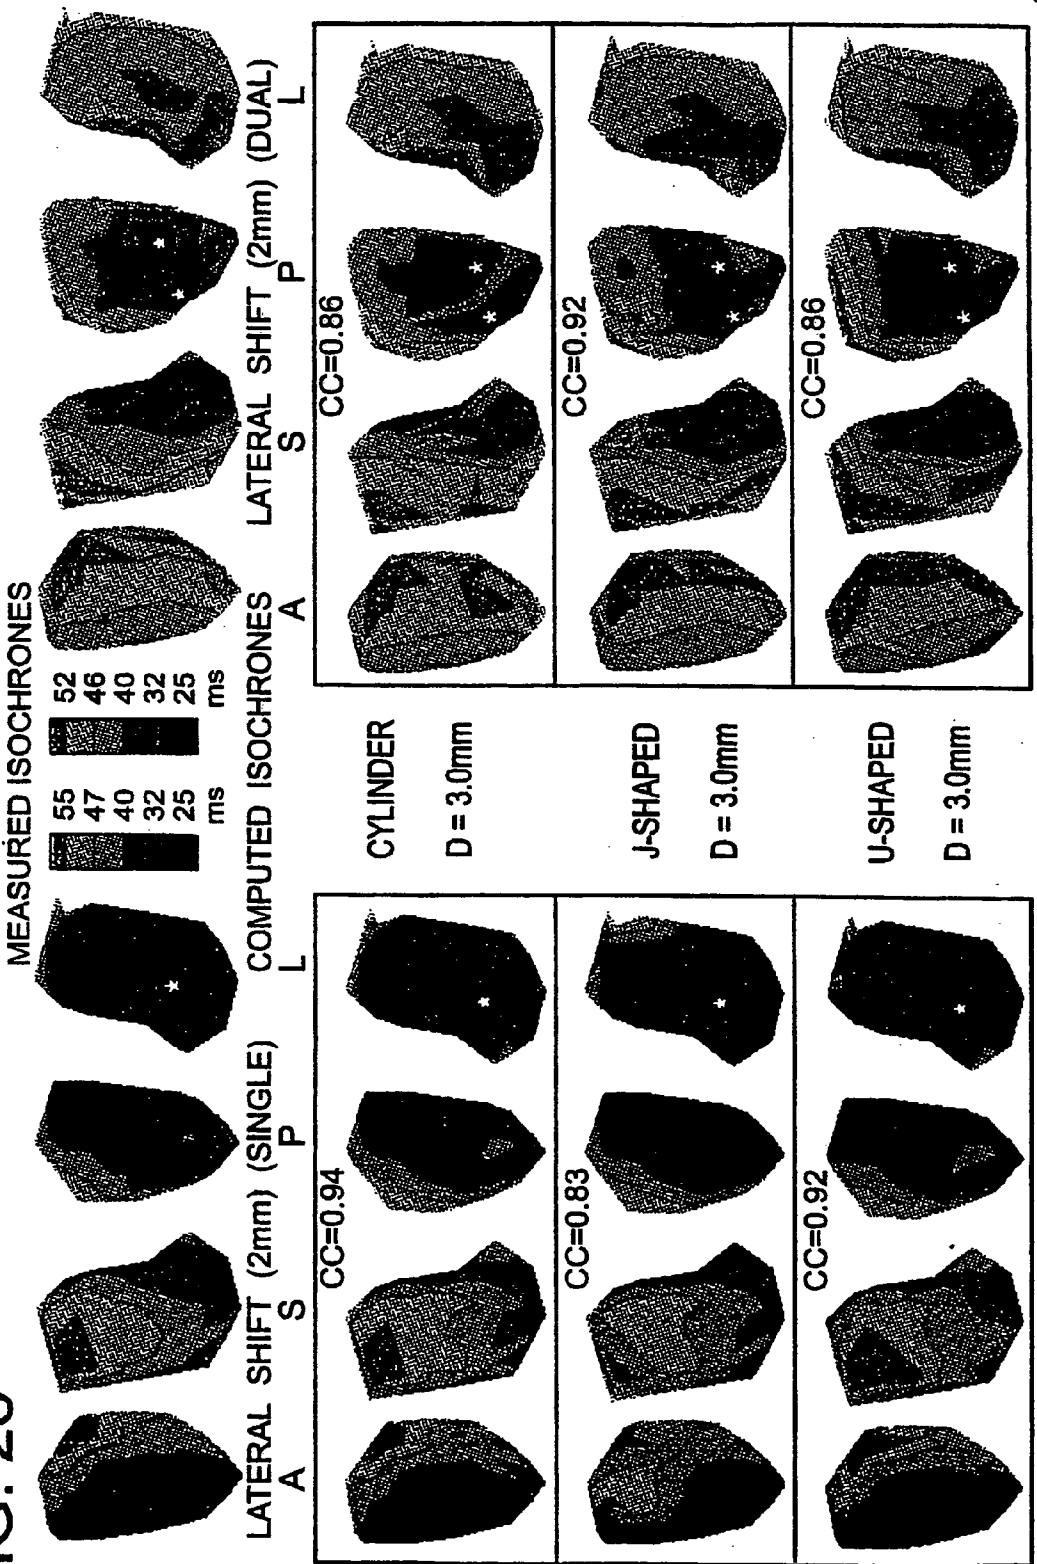 MEASURED ISOCHRONES
55
47
40
32
25
ms
52
46
40
32
25
ms
LATERAL SHIFT (2mm) (SINGLE)
COMPUTED ISOCHRONES
LATERAL SHIFT (2mm) (DUAL)
A S P L
A S P L
CC=0.94
CYLINDER
D = 3.0mm
CC=0.86
CC=0.83
J-SHAPED
D = 3.0mm
CC=0.92
CC=0.92
U-SHAPED
D = 3.0mm
CC=0.86